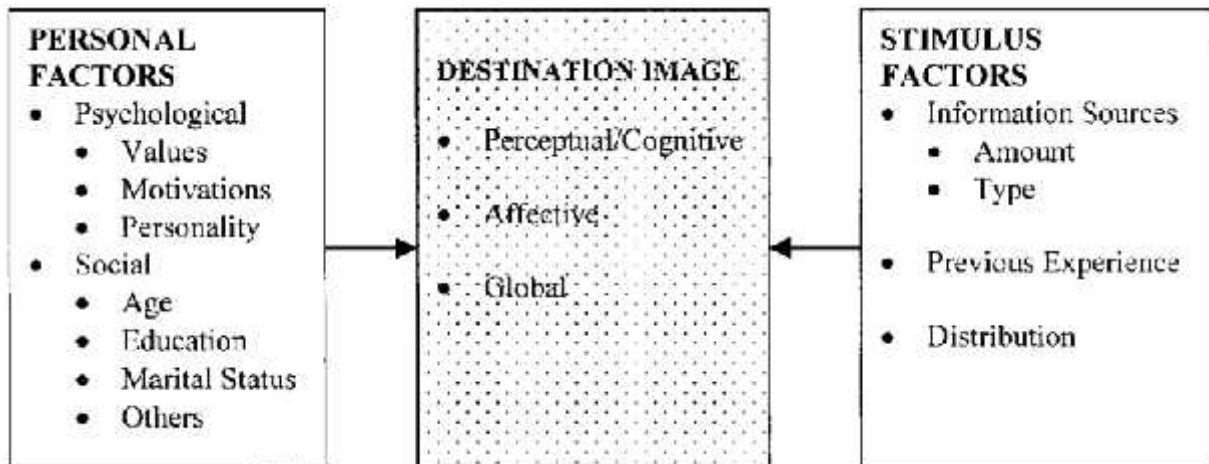 PERSONAL
FACTORS
• Psychological
• Values
• Motivations
• Personality
• Social
• Age
• Education
• Marital Status
• Others
DESTINATION IMAGE
• Perceptual/Cognitive
• Affective
• Global
STIMULUS
FACTORS
• Information Sources
• Amount
• Type
• Previous Experience
• Distribution